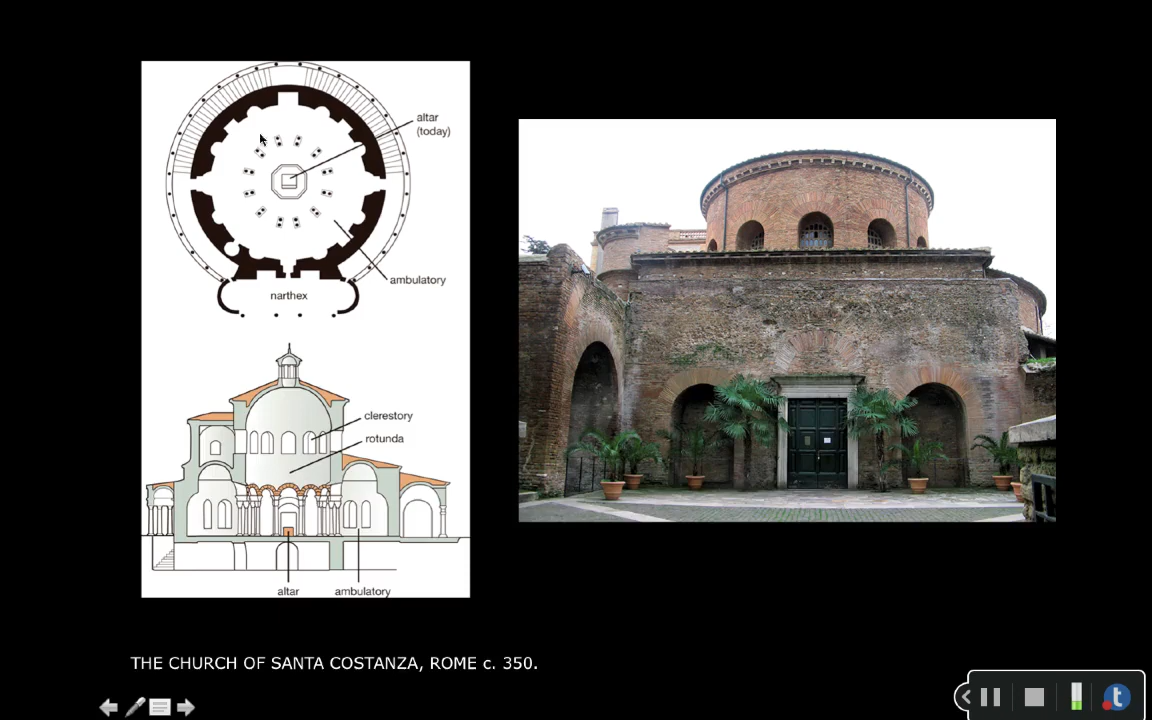 altar
(today)
ambulatory
narthex
clerestory
rotunda
altar
ambulatory
THE CHURCH OF SANTA COSTANZA, ROME c. 350.
t